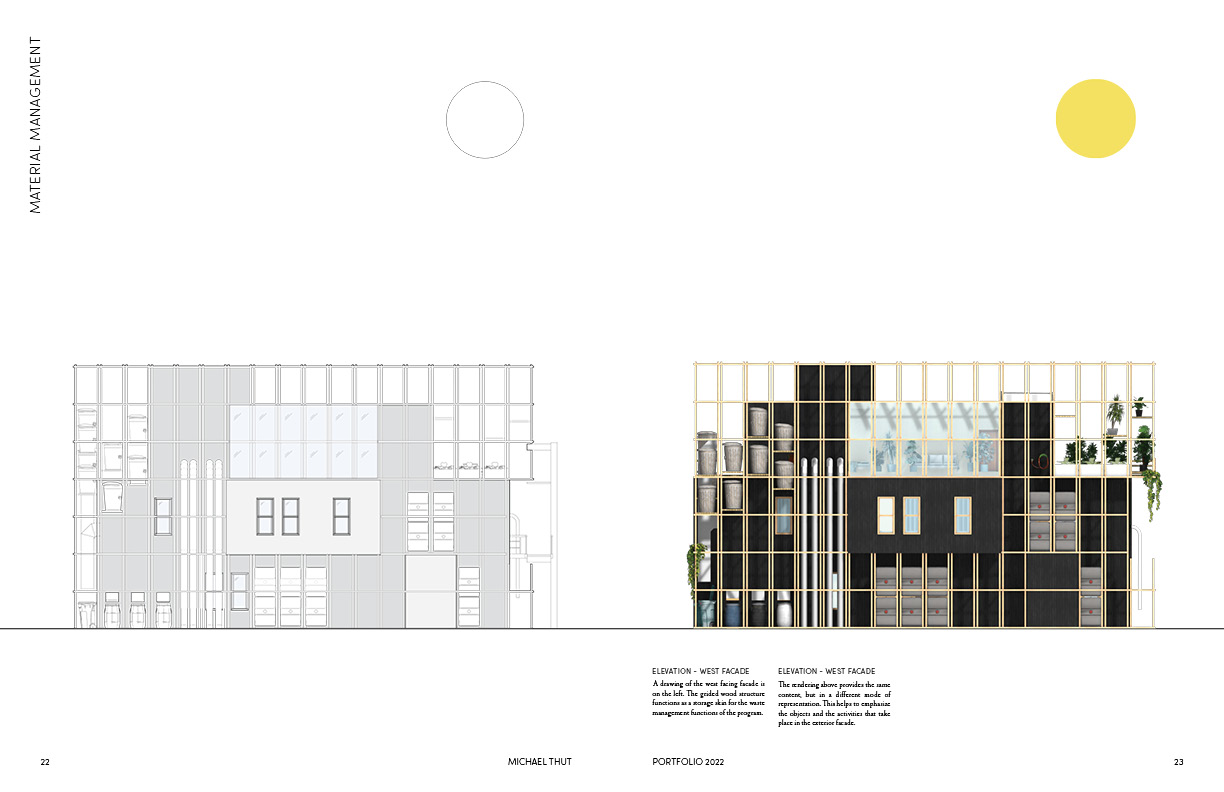 MATERIAL MANAGEMENT
ELEVATION - WEST FACADE
A drawing of the west facing facade is
on the left. The grided wood structure
functions as a storage skin for the waste
management functions of the program.
ELEVATION - WEST FACADE
The rendering above provides the same
content, but in a different mode of
representation. This helps to emphasize
the objects and the activities that take
place in the exterior facade.
22
MICHAEL THUT
PORTFOLIO 2022
23